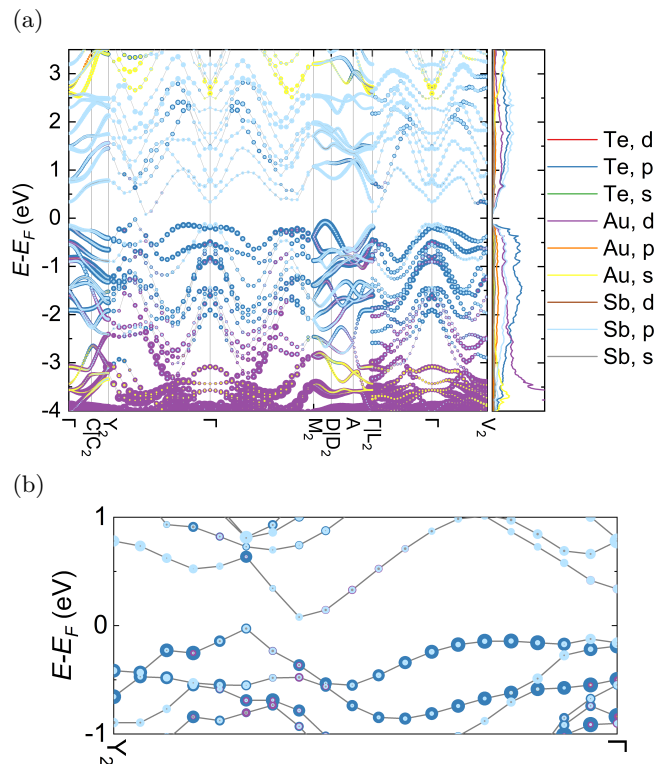 (a)
3
2
1
0
-1
-2
-3
-4
E-E_F (eV)
Γ
C|C₂
Y₂
Γ
M₂
D|D₂
A
Γ|L₂
Γ
V₂
Te, d
Te, p
Te, s
Au, d
Au, p
Au, s
Sb, d
Sb, p
Sb, s
(b)
1
0
-1
E-E_F (eV)
Y₂
Γ